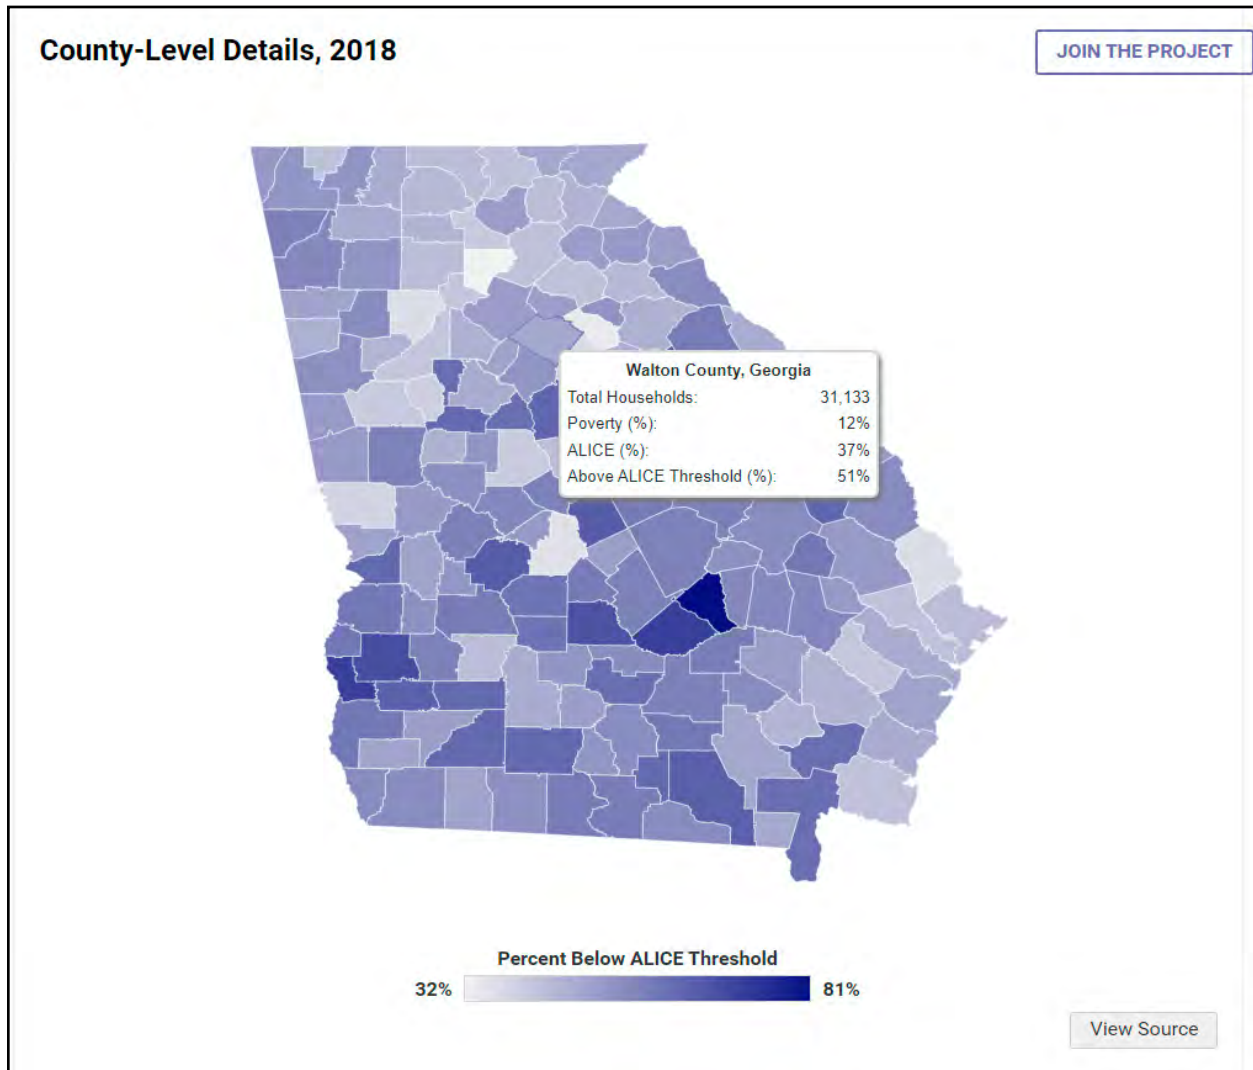 County-Level Details, 2018
JOIN THE PROJECT
Walton County, Georgia
Total Households: 31,133
Poverty (%): 12%
ALICE (%): 37%
Above ALICE Threshold (%): 51%
Percent Below ALICE Threshold
32% 81%
View Source